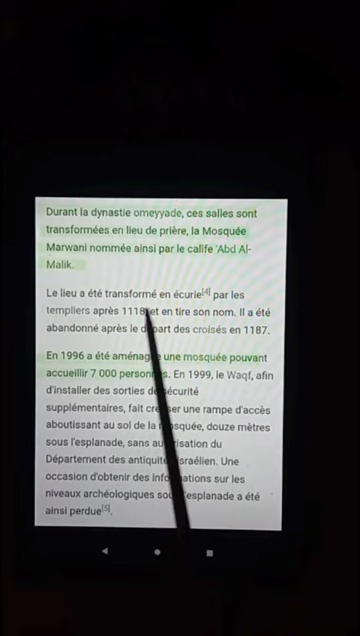 Durant la dynastie omeyyade, ces salles sont
transformées en lieu de prière, la Mosquée
Marwani nommée ainsi par le calife 'Abd Al-
Malik.
Le lieu a été transformé en écurie[4] par les
templiers après 1118 et en tire son nom. Il a été
abandonné après le départ des croisés en 1187.
En 1996 a été aménagée une mosquée pouvant
accueillir 7 000 personnes. En 1999, le Waqf, afin
d'installer des sorties de sécurité
supplémentaires, fait creuser une rampe d'accès
aboutissant au sol de la mosquée, douze mètres
sous l'esplanade, sans autorisation du
Département des antiquités israélien. Une
occasion d'obtenir des informations sur les
niveaux archéologiques sous l'esplanade a été
ainsi perdue[5].